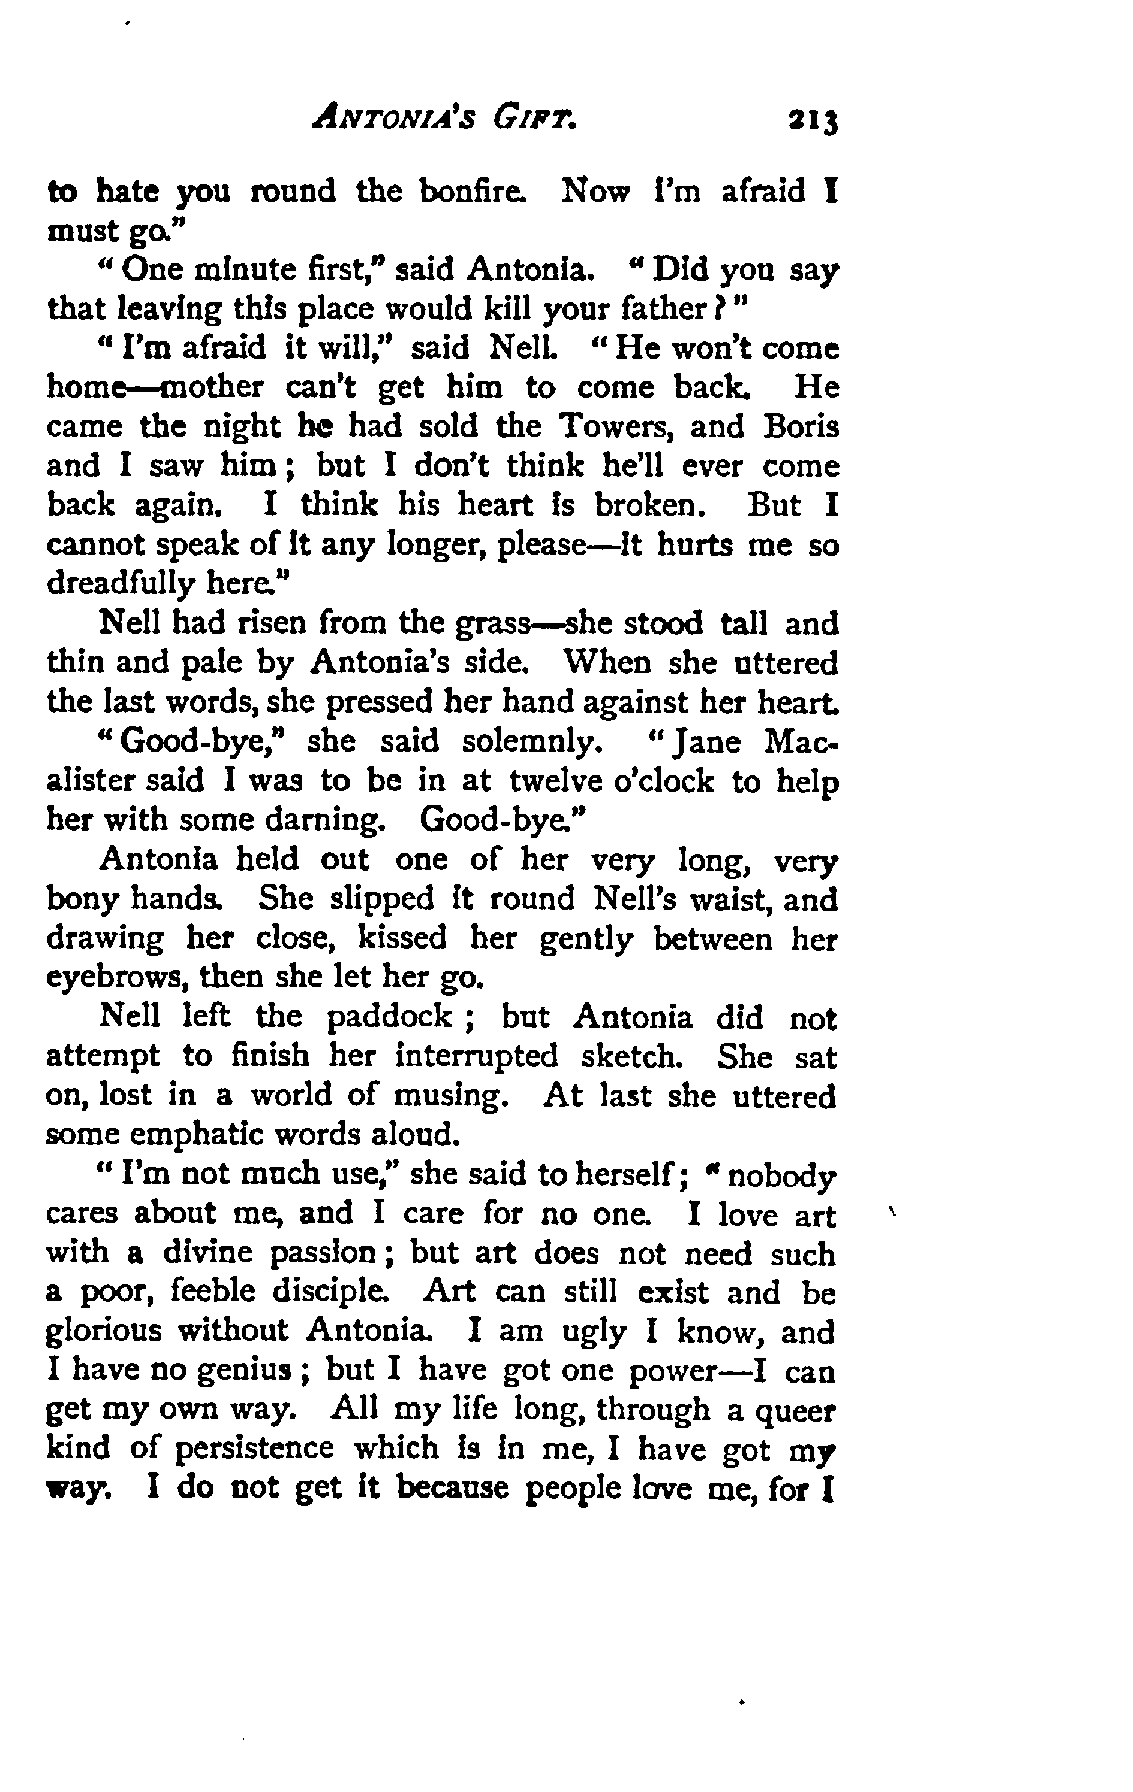 ANTONIA'S GIFT. 213
to hate you round the bonfire. Now I'm afraid I
must go."
"One minute first," said Antonia. "Did you say
that leaving this place would kill your father?"
"I'm afraid it will," said Nell. "He won't come
home—mother can't get him to come back. He
came the night he had sold the Towers, and Boris
and I saw him; but I don't think he'll ever come
back again. I think his heart is broken. But I
cannot speak of it any longer, please—it hurts me so
dreadfully here."
Nell had risen from the grass—she stood tall and
thin and pale by Antonia's side. When she uttered
the last words, she pressed her hand against her heart.
"Good-bye," she said solemnly. "Jane Mac-
alister said I was to be in at twelve o'clock to help
her with some darning. Good-bye."
Antonia held out one of her very long, very
bony hands. She slipped it round Nell's waist, and
drawing her close, kissed her gently between her
eyebrows, then she let her go.
Nell left the paddock; but Antonia did not
attempt to finish her interrupted sketch. She sat
on, lost in a world of musing. At last she uttered
some emphatic words aloud.
"I'm not much use," she said to herself; "nobody
cares about me, and I care for no one. I love art
with a divine passion; but art does not need such
a poor, feeble disciple. Art can still exist and be
glorious without Antonia. I am ugly I know, and
I have no genius; but I have got one power—I can
get my own way. All my life long, through a queer
kind of persistence which is in me, I have got my
way. I do not get it because people love me, for I